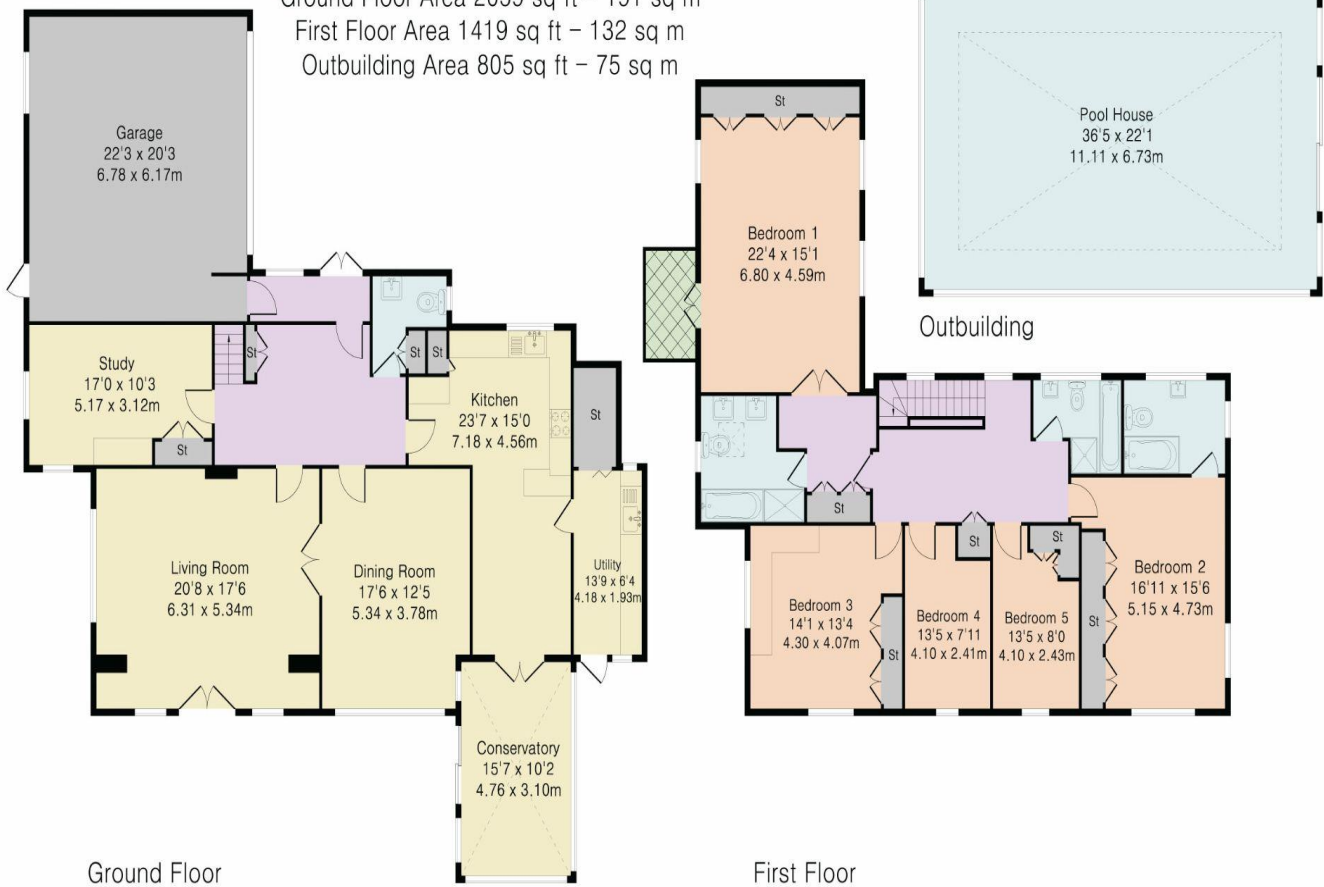 First Floor Area 1419 sq ft – 132 sq m
Outbuilding Area 805 sq ft – 75 sq m
Garage
22'3 x 20'3
6.78 x 6.17m
Study
17'0 x 10'3
5.17 x 3.12m
St
St
St
St
Kitchen
23'7 x 15'0
7.18 x 4.56m
St
Living Room
20'8 x 17'6
6.31 x 5.34m
Dining Room
17'6 x 12'5
5.34 x 3.78m
Utility
13'9 x 6'4
4.18 x 1.93m
Conservatory
15'7 x 10'2
4.76 x 3.10m
Ground Floor
St
Bedroom 1
22'4 x 15'1
6.80 x 4.59m
St
St
St
Bedroom 3
14'1 x 13'4
4.30 x 4.07m
St
Bedroom 4
13'5 x 7'11
4.10 x 2.41m
Bedroom 5
13'5 x 8'0
4.10 x 2.43m
St
Bedroom 2
16'11 x 15'6
5.15 x 4.73m
First Floor
Pool House
36'5 x 22'1
11.11 x 6.73m
Outbuilding